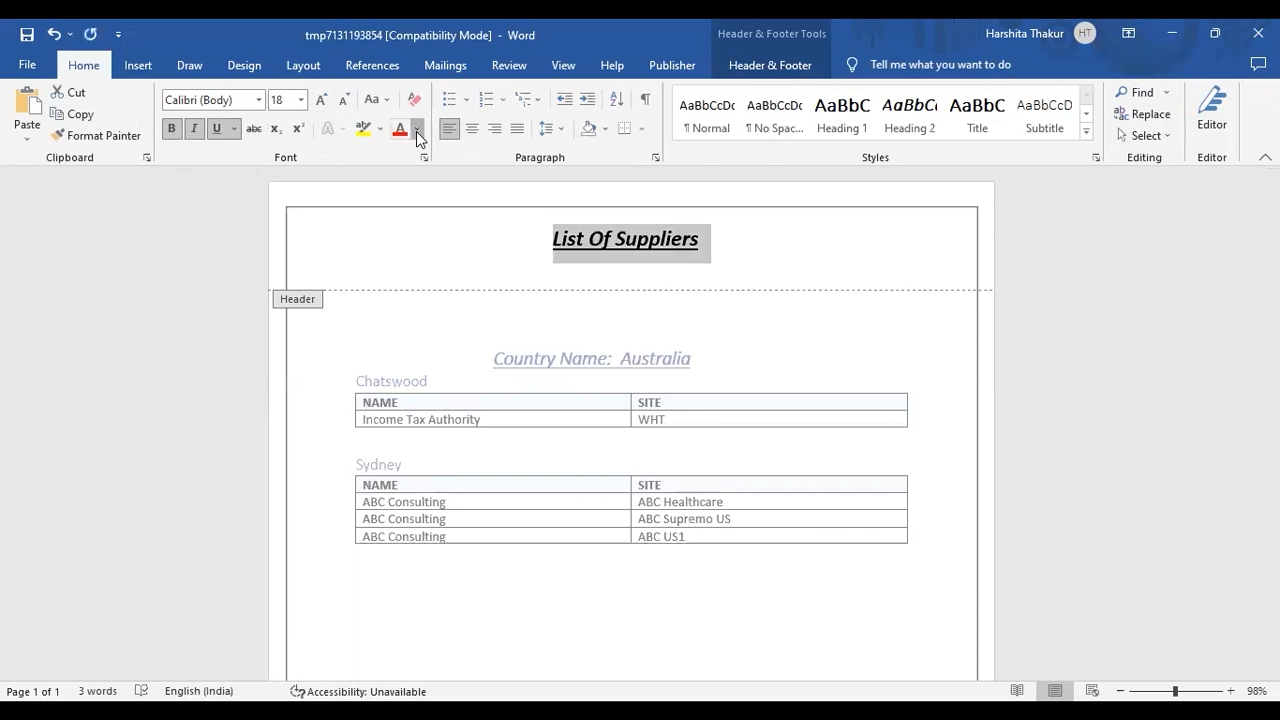 tmp7131193854 [Compatibility Mode] - Word
Header & Footer Tools
Harshita Thakur HT
File Home Insert Draw Design Layout References Mailings Review View Help Publisher Header & Footer Tell me what you want to do
Paste
Cut
Copy
Format Painter
Clipboard
Calibri (Body) 18
Font
Paragraph
AaBbCcDc AaBbCcDc AaBbC AaBbCc AaBbC AaBbCcD
¶ Normal ¶ No Spac... Heading 1 Heading 2 Title Subtitle
Styles
Find
Replace
Select
Editing
Editor
Editor
List Of Suppliers
Header
Country Name: Australia
Chatswood
NAME SITE
Income Tax Authority WHT
Sydney
NAME SITE
ABC Consulting ABC Healthcare
ABC Consulting ABC Supremo US
ABC Consulting ABC US1
Page 1 of 1 3 words English (India) Accessibility: Unavailable 98%